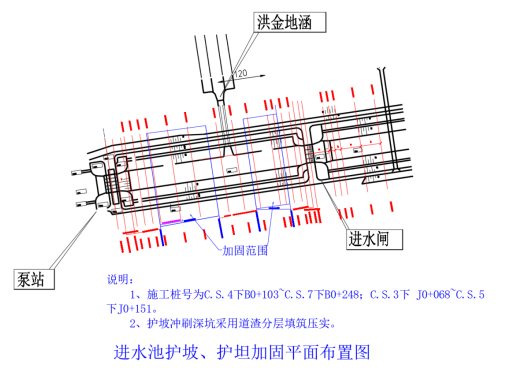 洪金地涵
120
加固范围
进水闸
泵站
说明：
1、施工桩号为C.S.4下B0+103~C.S.7下B0+248；C.S.3下 J0+068~C.S.5
下J0+151。
2、护坡冲刷深坑采用道渣分层填筑压实。
进水池护坡、护坦加固平面布置图